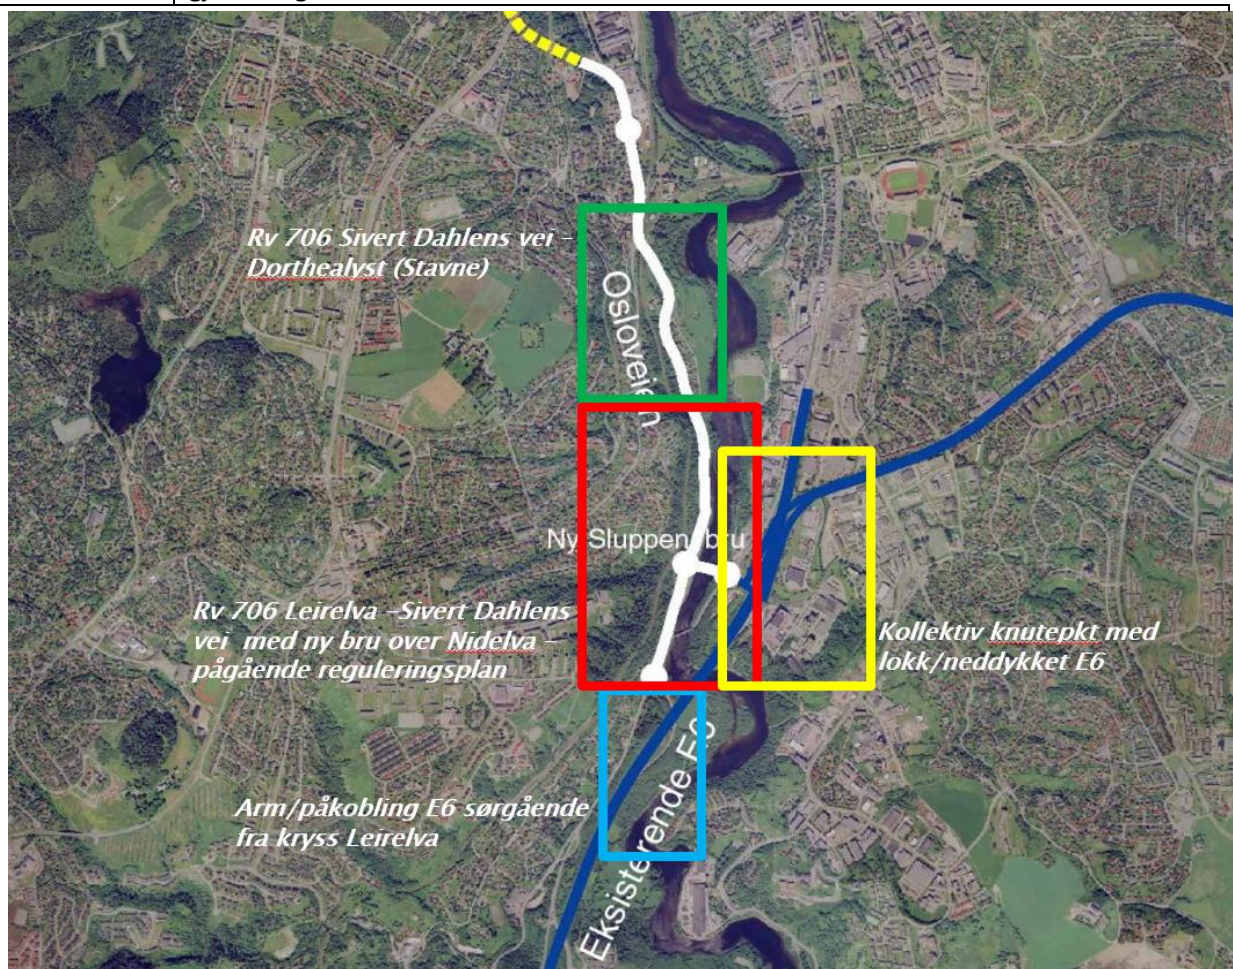 Rv 706 Sivert Dahlens vei –
Dorthealyst (Stavne)
Osloveien
Ny Sluppen bru
Rv 706 Leirelva –Sivert Dahlens
vei med ny bru over Nidelva –
pågående reguleringsplan
Kollektiv knutepkt med
lokk/neddykket E6
Arm/påkobling E6 sørgående
fra kryss Leirelva
Eksisterende E6